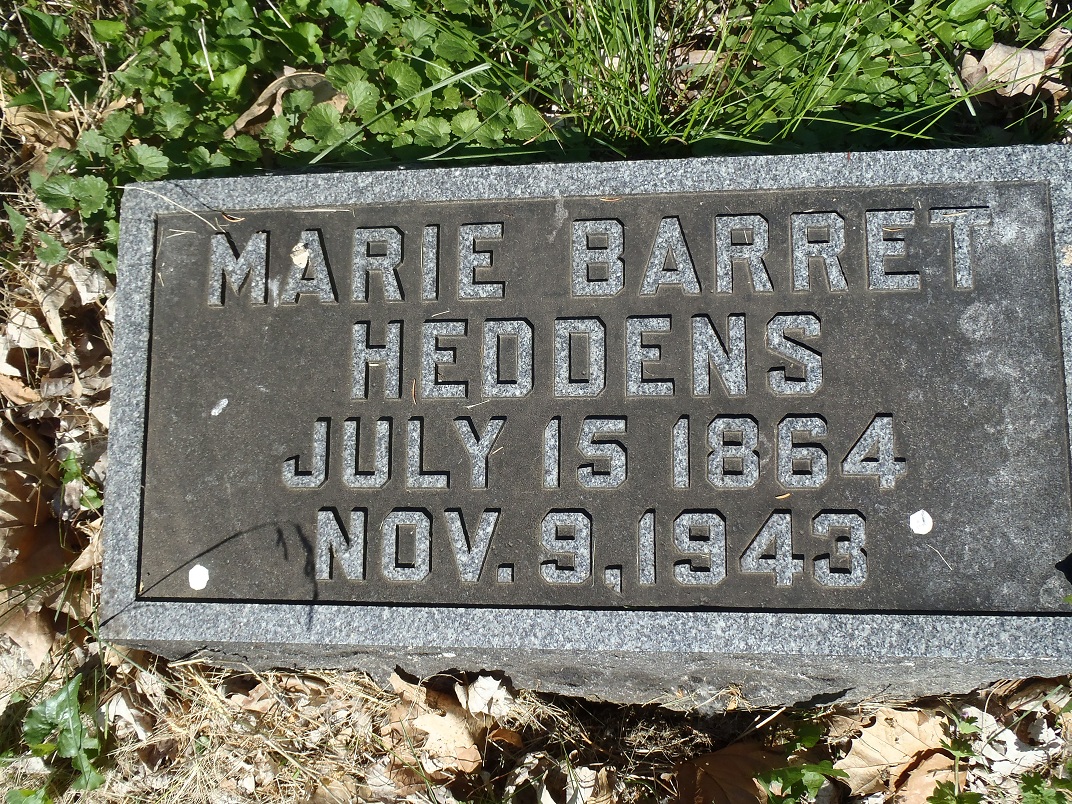 MARIE BARRET
HEDDENS
JULY 15 1864
NOV. 9, 1943